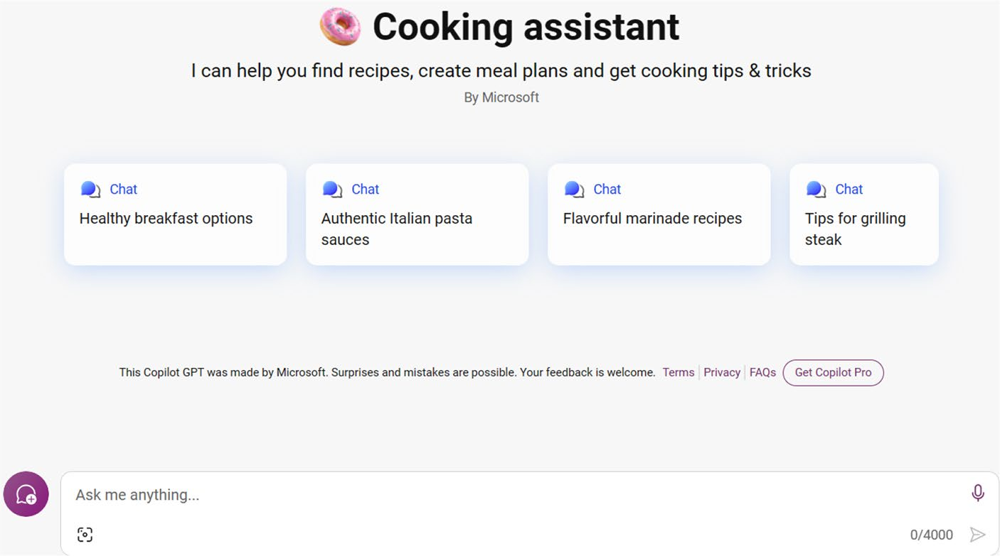 Cooking assistant
I can help you find recipes, create meal plans and get cooking tips & tricks
By Microsoft
Chat
Healthy breakfast options
Chat
Authentic Italian pasta
sauces
Chat
Flavorful marinade recipes
Chat
Tips for grilling
steak
This Copilot GPT was made by Microsoft. Surprises and mistakes are possible. Your feedback is welcome. Terms Privacy FAQs Get Copilot Pro
Ask me anything...
0/4000